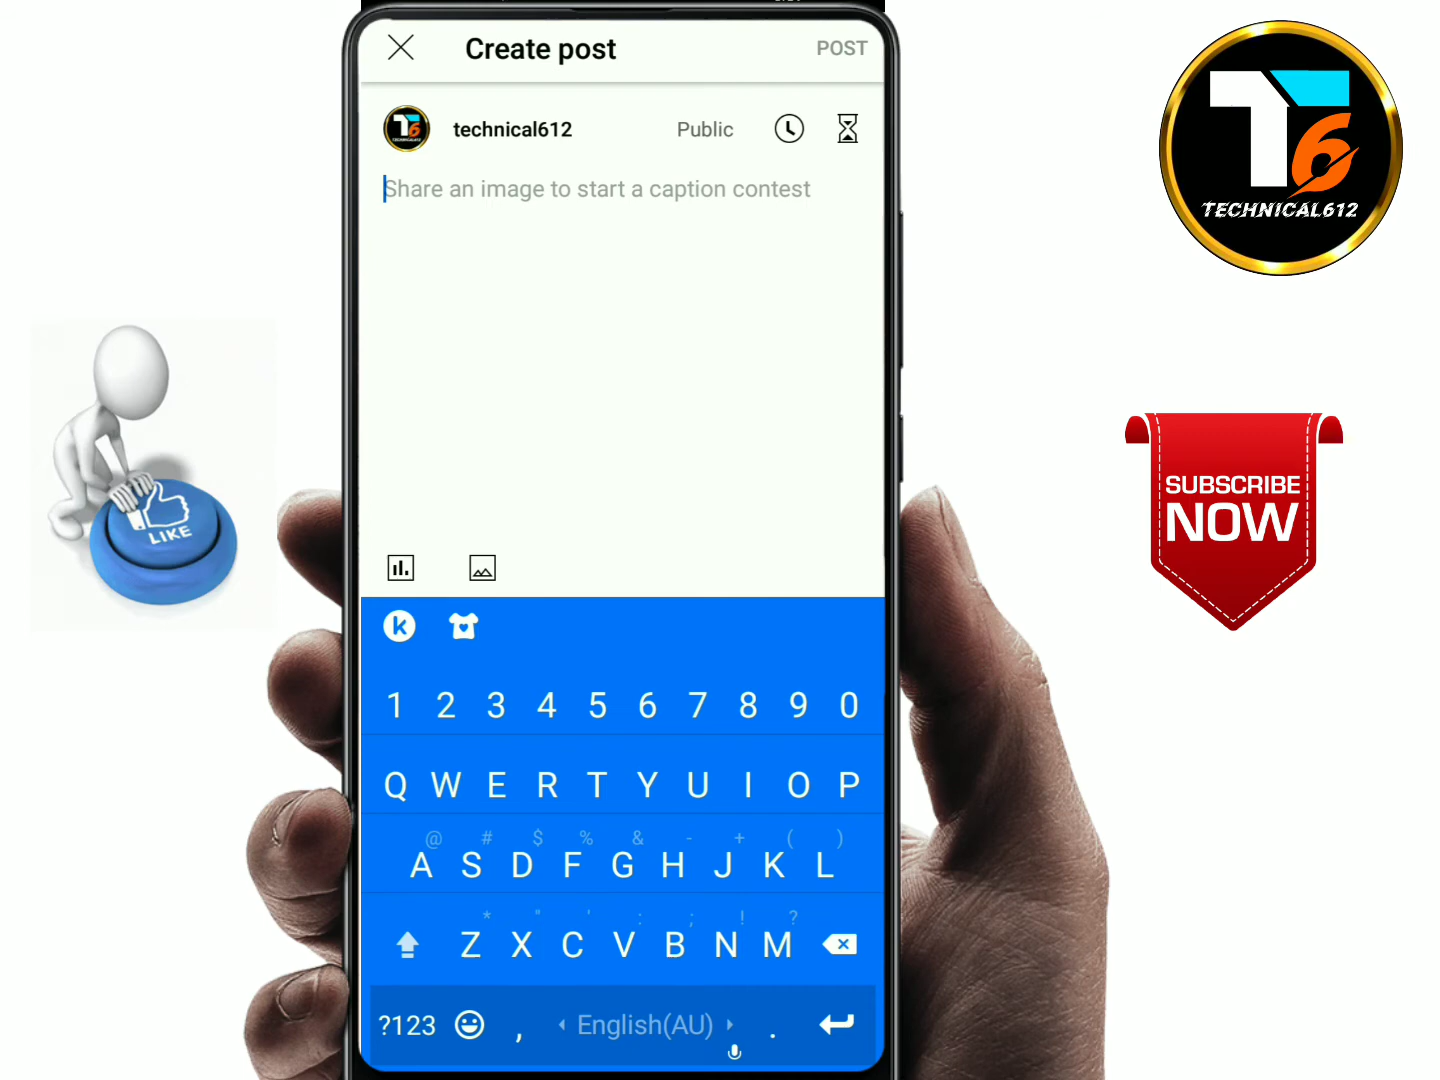 Create post
POST
technical612
Public
Share an image to start a caption contest
TECHNICAL612
LIKE
SUBSCRIBE
NOW
k
1 2 3 4 5 6 7 8 9 0
Q W E R T Y U I O P
@ # $ % & - + ( )
A S D F G H J K L
* " ' : ; ! ?
Z X C V B N M
?123 , English(AU) .